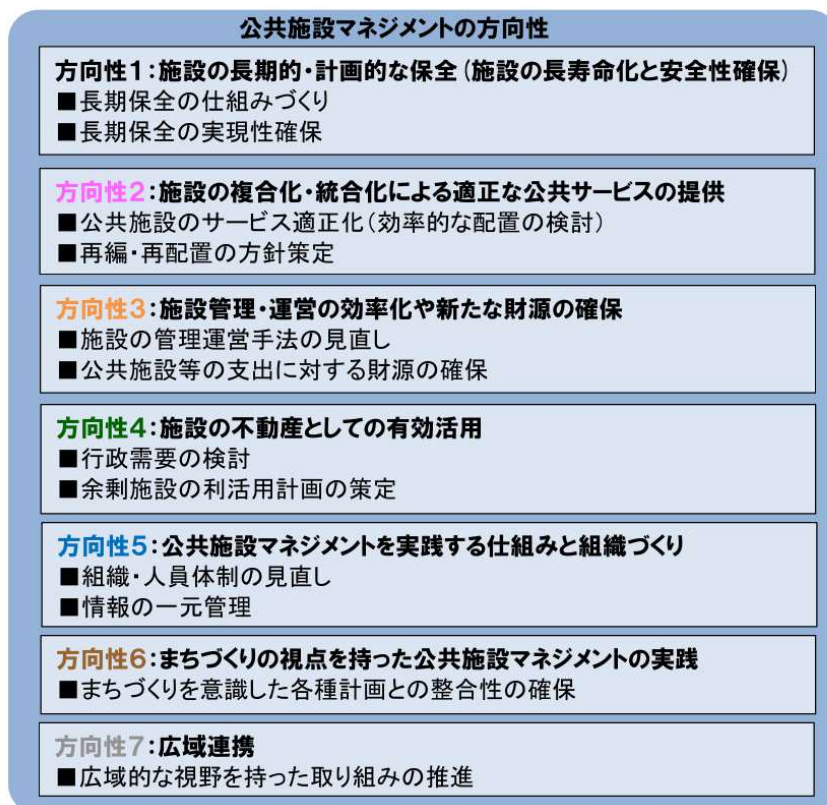 公共施設マネジメントの方向性
方向性1：施設の長期的・計画的な保全（施設の長寿命化と安全性確保）
■長期保全の仕組みづくり
■長期保全の実現性確保
方向性2：施設の複合化・統合化による適正な公共サービスの提供
■公共施設のサービス適正化（効率的な配置の検討）
■再編・再配置の方針策定
方向性3：施設管理・運営の効率化や新たな財源の確保
■施設の管理運営手法の見直し
■公共施設等の支出に対する財源の確保
方向性4：施設の不動産としての有効活用
■行政需要の検討
■余剰施設の利活用計画の策定
方向性5：公共施設マネジメントを実践する仕組みと組織づくり
■組織・人員体制の見直し
■情報の一元管理
方向性6：まちづくりの視点を持った公共施設マネジメントの実践
■まちづくりを意識した各種計画との整合性の確保
方向性7：広域連携
■広域的な視野を持った取り組みの推進